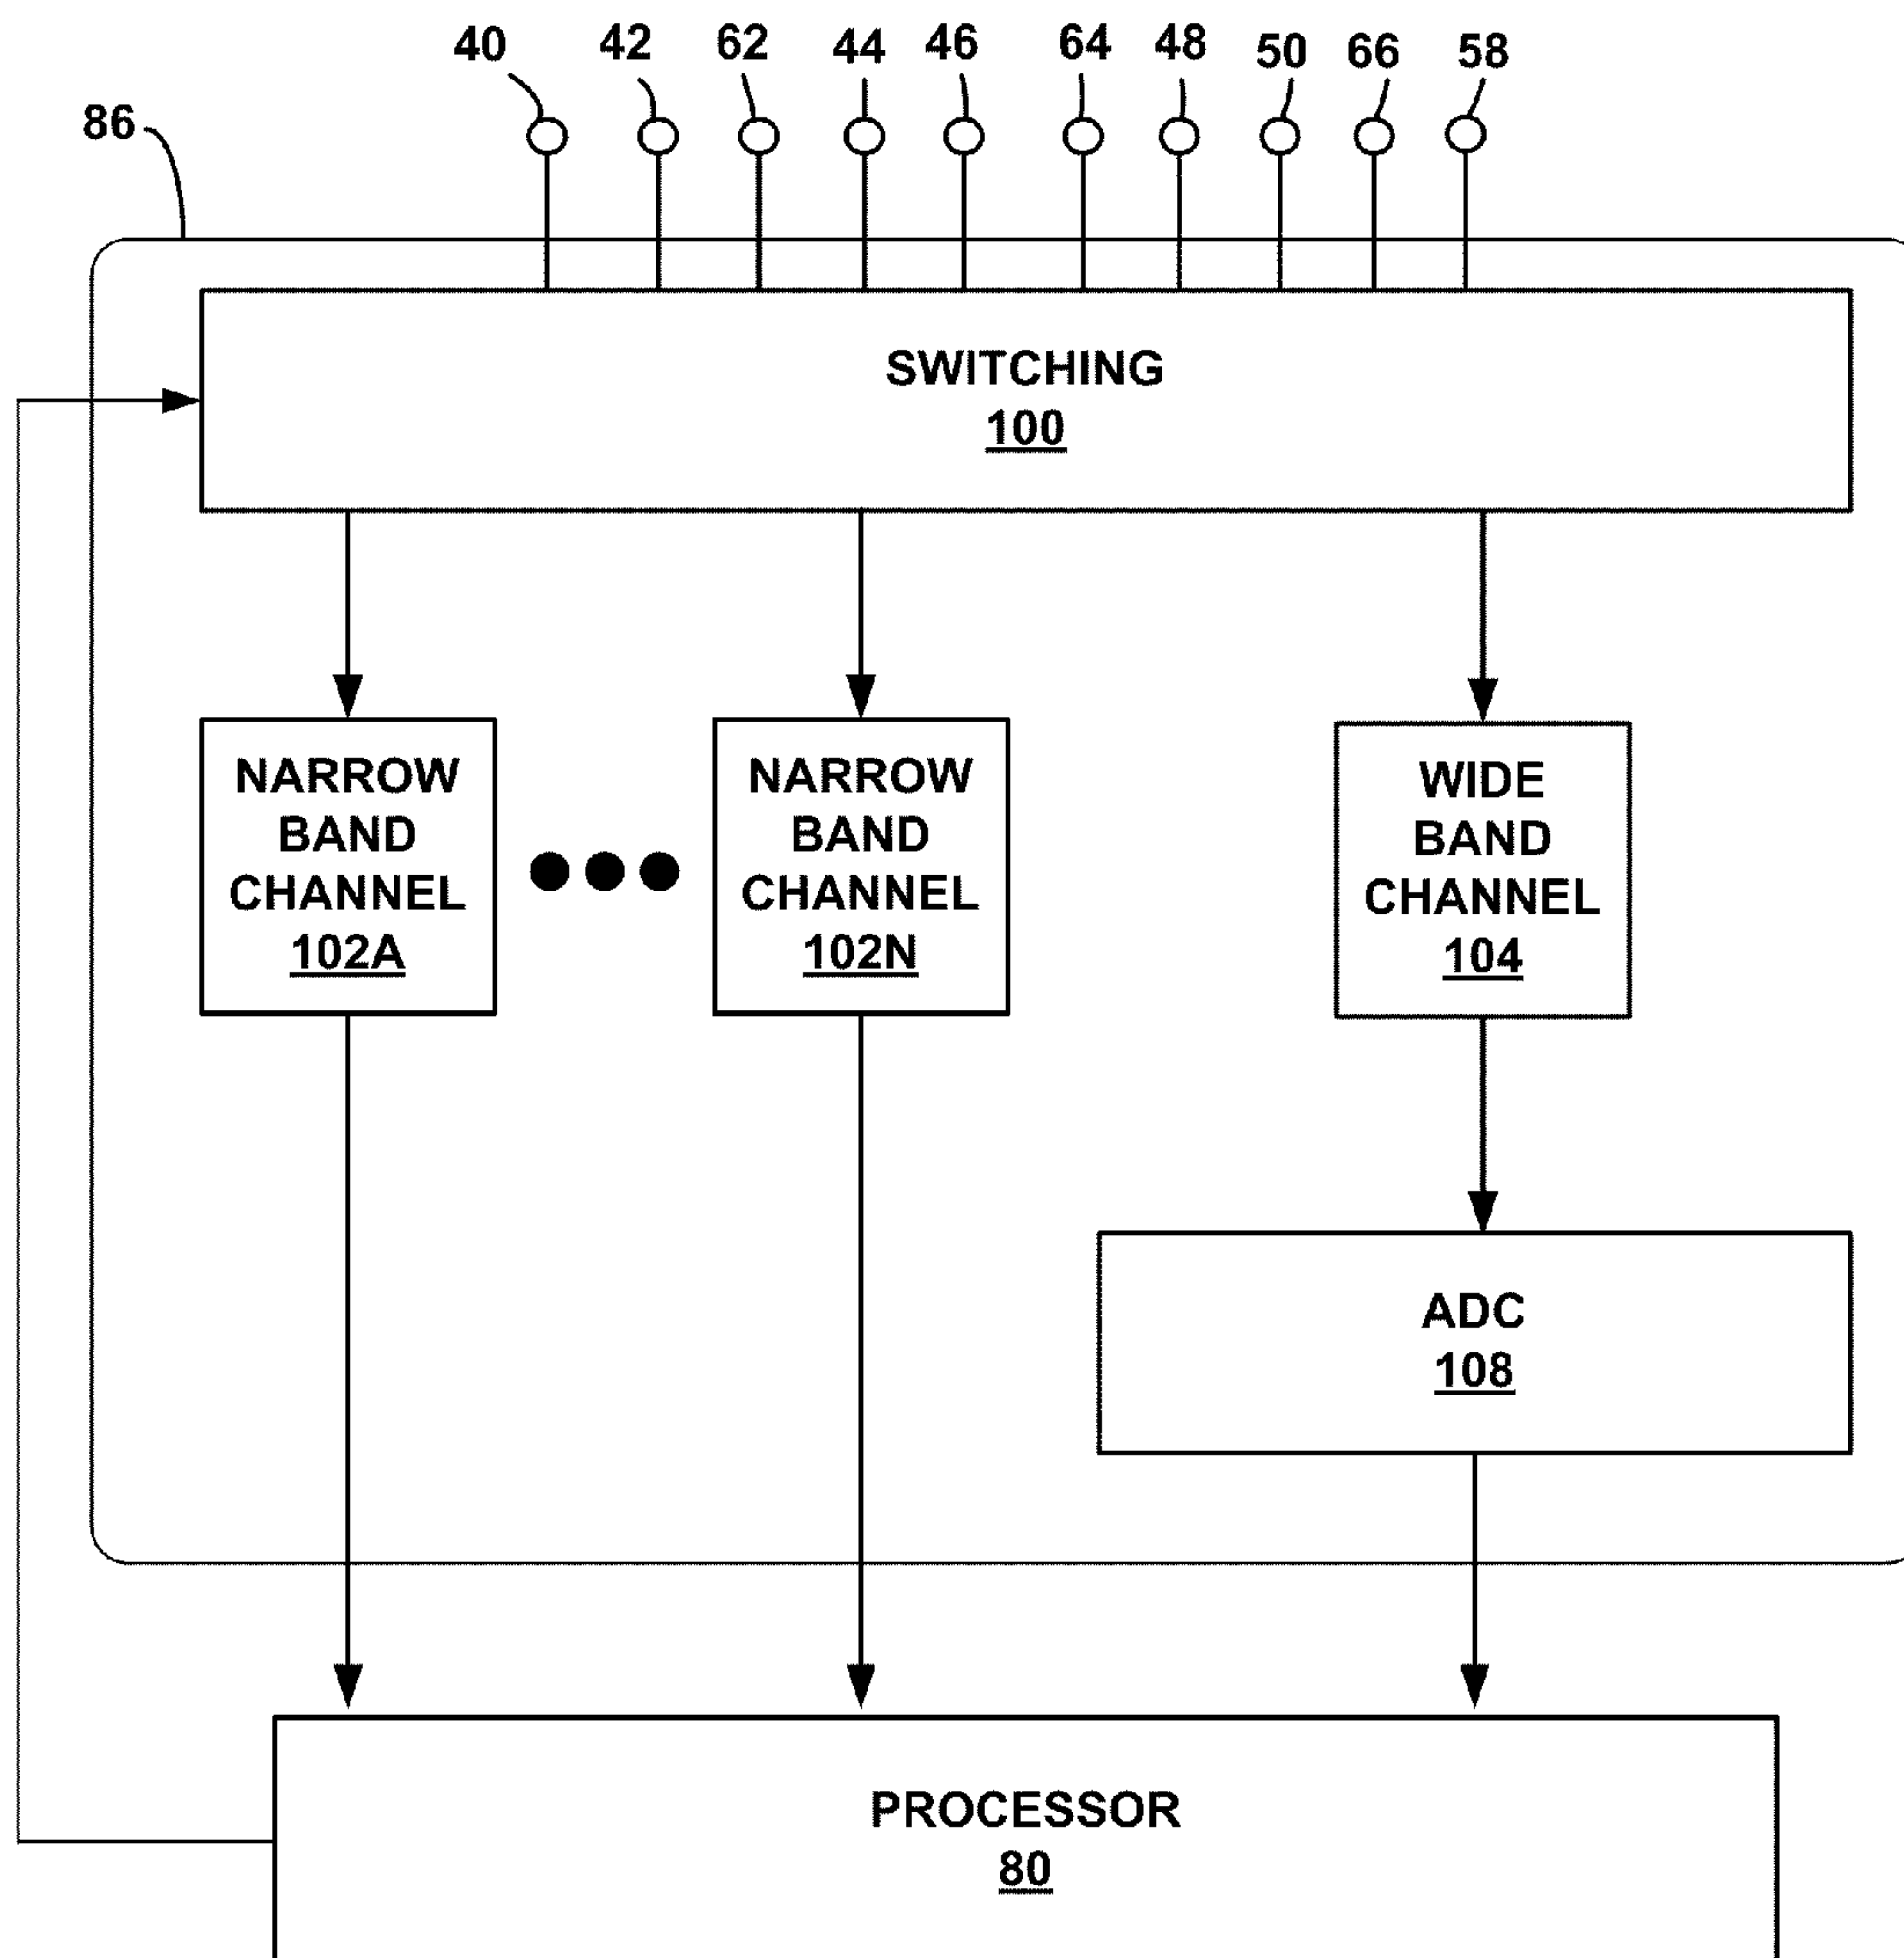 40 42 62 44 46 64 48 50 66 58
86
SWITCHING
100
NARROW
BAND
CHANNEL
102A
NARROW
BAND
CHANNEL
102N
WIDE
BAND
CHANNEL
104
ADC
108
PROCESSOR
80